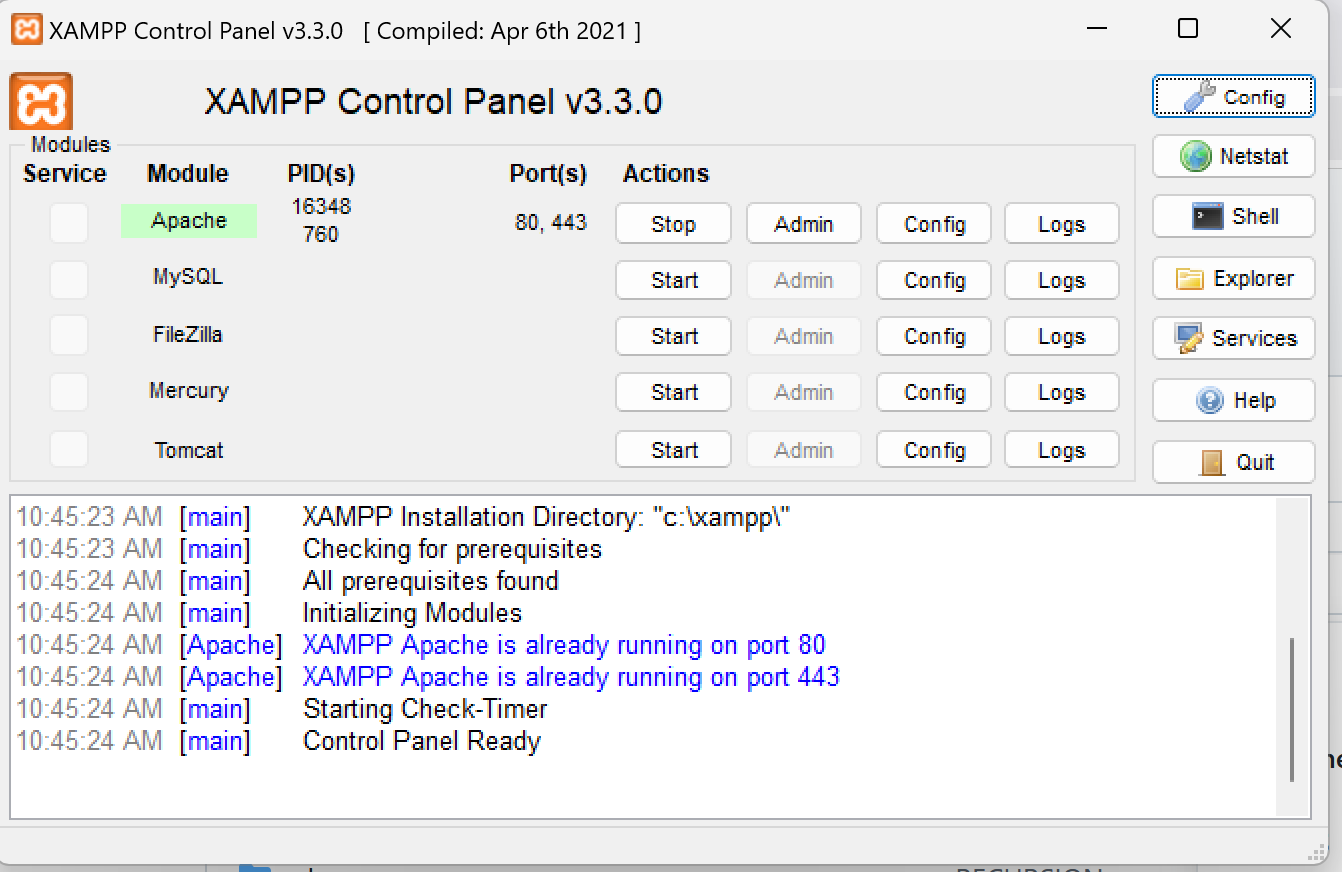 XAMPP Control Panel v3.3.0 [ Compiled: Apr 6th 2021 ]
XAMPP Control Panel v3.3.0
Config
Modules
Service Module PID(s) Port(s) Actions
Netstat
Apache 16348 760 80, 443 Stop Admin Config Logs
Shell
MySQL Start Admin Config Logs
Explorer
FileZilla Start Admin Config Logs
Services
Mercury Start Admin Config Logs
Help
Tomcat Start Admin Config Logs
Quit
10:45:23 AM [main] XAMPP Installation Directory: "c:\xampp\"
10:45:23 AM [main] Checking for prerequisites
10:45:24 AM [main] All prerequisites found
10:45:24 AM [main] Initializing Modules
10:45:24 AM [Apache] XAMPP Apache is already running on port 80
10:45:24 AM [Apache] XAMPP Apache is already running on port 443
10:45:24 AM [main] Starting Check-Timer
10:45:24 AM [main] Control Panel Ready
RECURSION